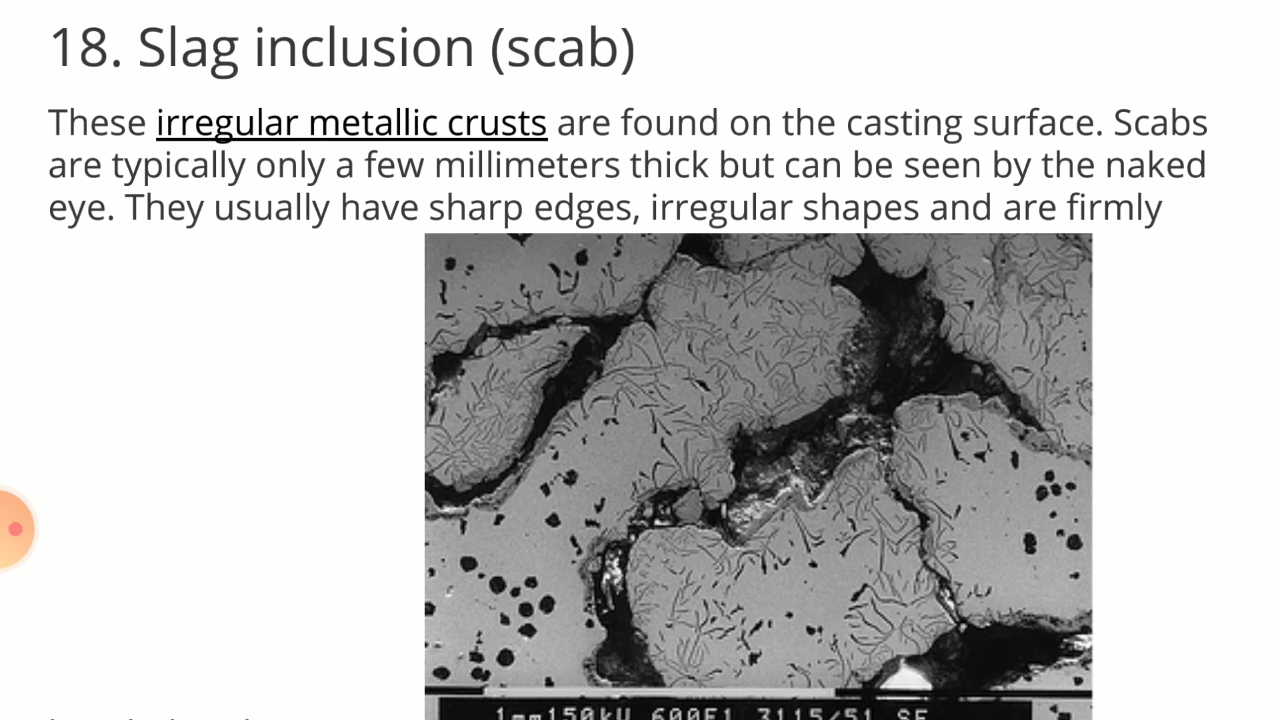 18. Slag inclusion (scab)
These irregular metallic crusts are found on the casting surface. Scabs
are typically only a few millimeters thick but can be seen by the naked
eye. They usually have sharp edges, irregular shapes and are firmly